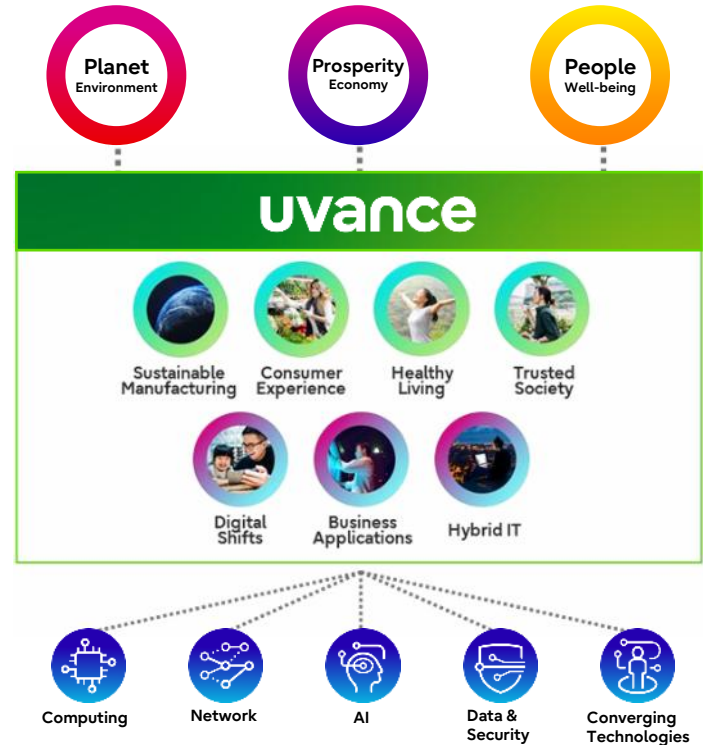 Planet
Environment
Prosperity
Economy
People
Well-being
uvance
Sustainable
Manufacturing
Consumer
Experience
Healthy
Living
Trusted
Society
Digital
Shifts
Business
Applications
Hybrid IT
Computing
Network
AI
Data &
Security
Converging
Technologies